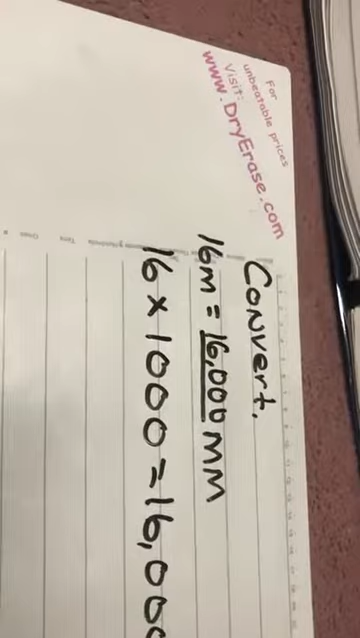 For
unbeatable prices
Visit:
www.DryErase.com
Convert.
16M = 16,000 MM
16 x 1000 = 16,000